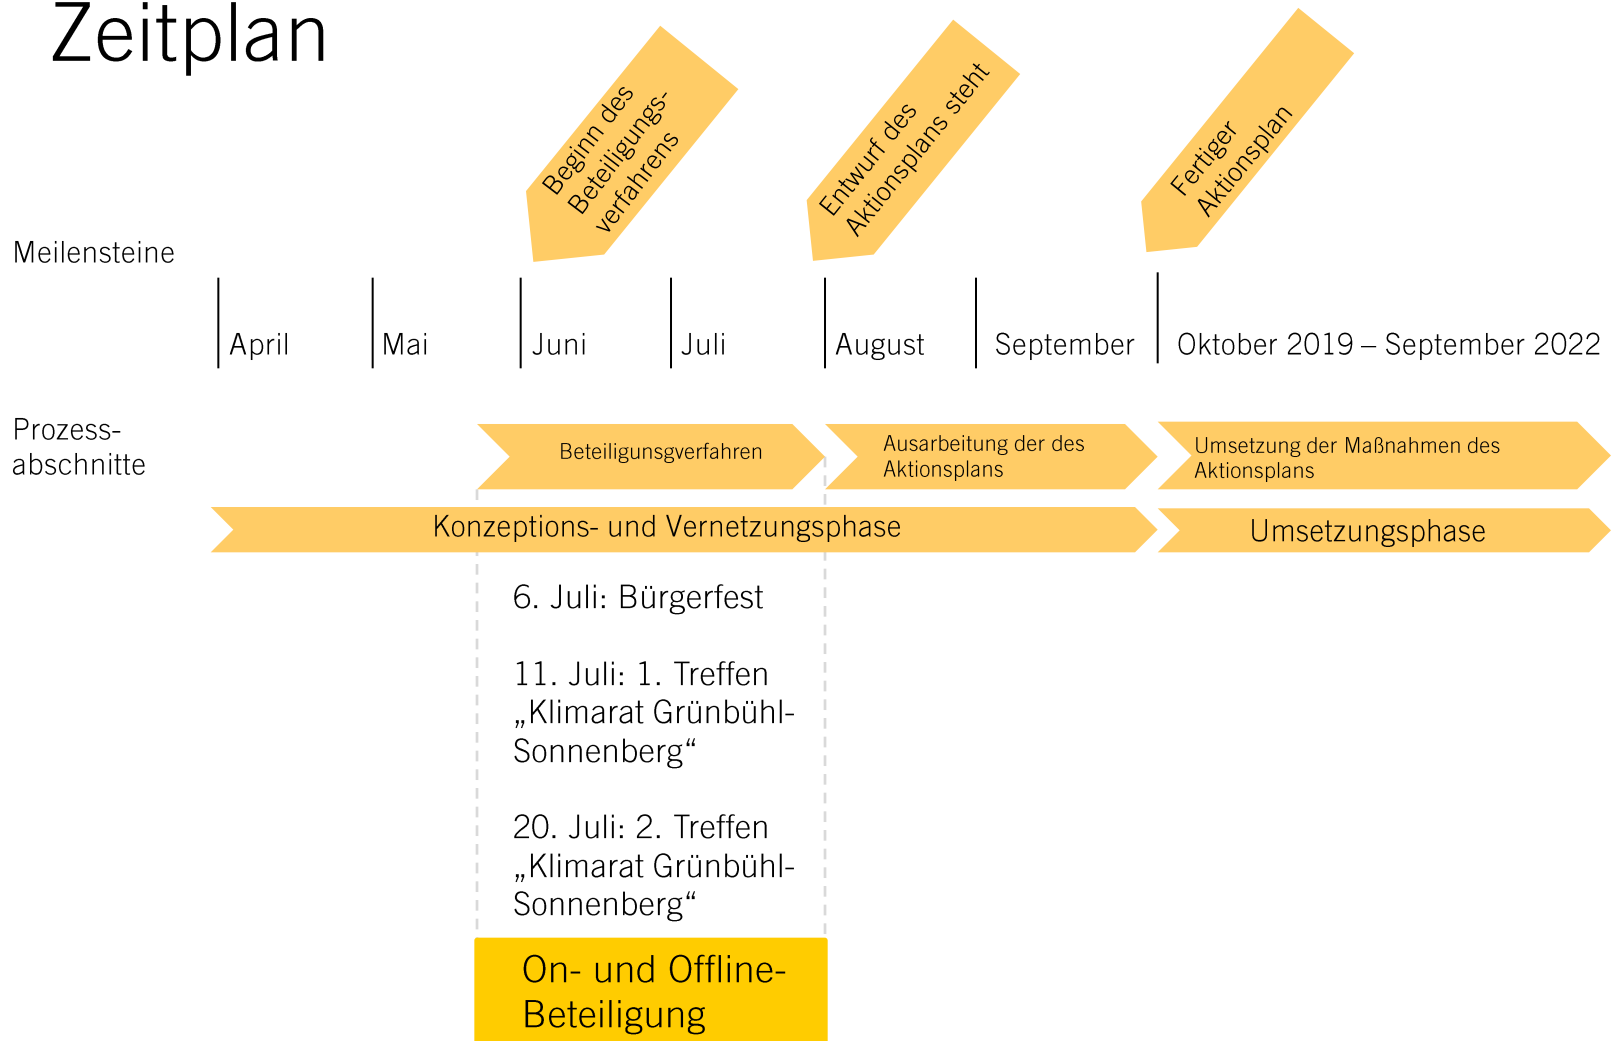 Zeitplan
Beginn des
Beteiligungs-
verfahrens
Entwurf des
Aktionsplans steht
Fertiger
Aktionsplan
Meilensteine
April
Mai
Juni
Juli
August
September
Oktober 2019 – September 2022
Prozess-
abschnitte
Beteiligunsgverfahren
Ausarbeitung der des
Aktionsplans
Umsetzung der Maßnahmen des
Aktionsplans
Konzeptions- und Vernetzungsphase
Umsetzungsphase
6. Juli: Bürgerfest
11. Juli: 1. Treffen
„Klimarat Grünbühl-
Sonnenberg“
20. Juli: 2. Treffen
„Klimarat Grünbühl-
Sonnenberg“
On- und Offline-
Beteiligung